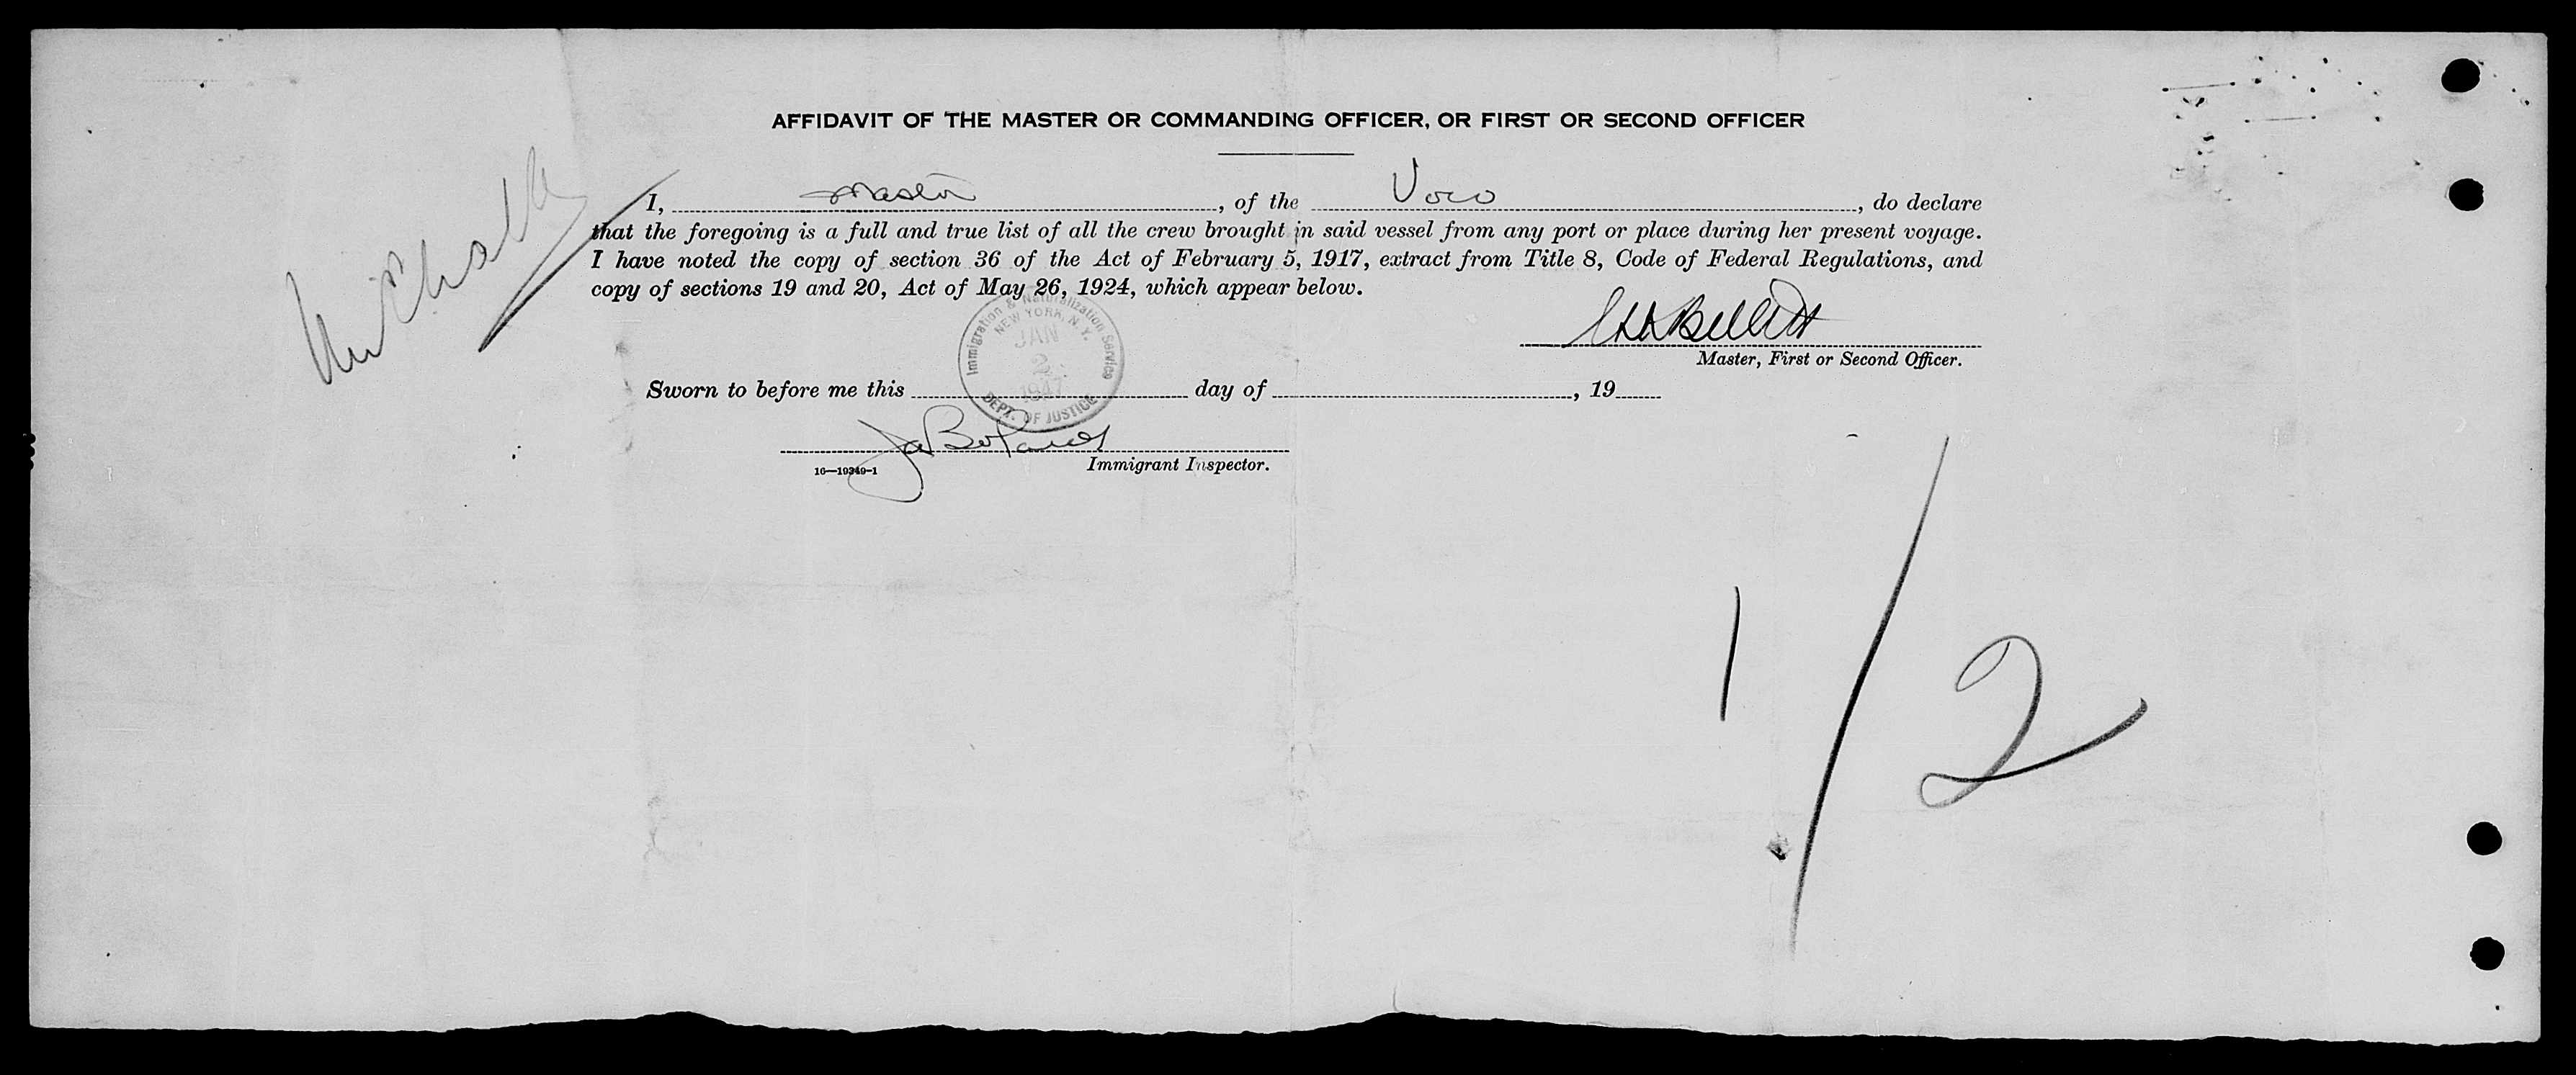 AFFIDAVIT OF THE MASTER OR COMMANDING OFFICER, OR FIRST OR SECOND OFFICER
I, master, of the Voco, do declare
that the foregoing is a full and true list of all the crew brought in said vessel from any port or place during her present voyage.
I have noted the copy of section 36 of the Act of February 5, 1917, extract from Title 8, Code of Federal Regulations, and
copy of sections 19 and 20, Act of May 26, 1924, which appear below.
Master, First or Second Officer.
Immigration & Naturalization Service
NEW YORK, N. Y.
JAN
2
1947
DEPT. OF JUSTICE
Sworn to before me this day of , 19
16—19349-1
Immigrant Inspector.
1/2